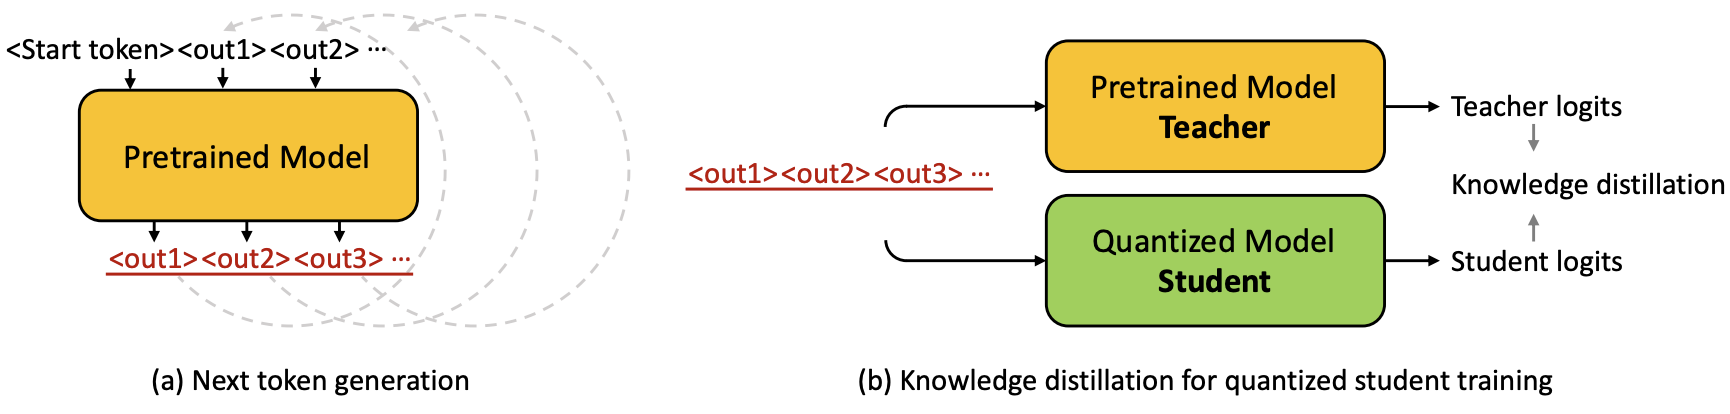 <Start token><out1><out2> ...
Pretrained Model
<out1><out2><out3> ...
(a) Next token generation
<out1><out2><out3> ...
Pretrained Model
Teacher
Quantized Model
Student
Teacher logits
Knowledge distillation
Student logits
(b) Knowledge distillation for quantized student training